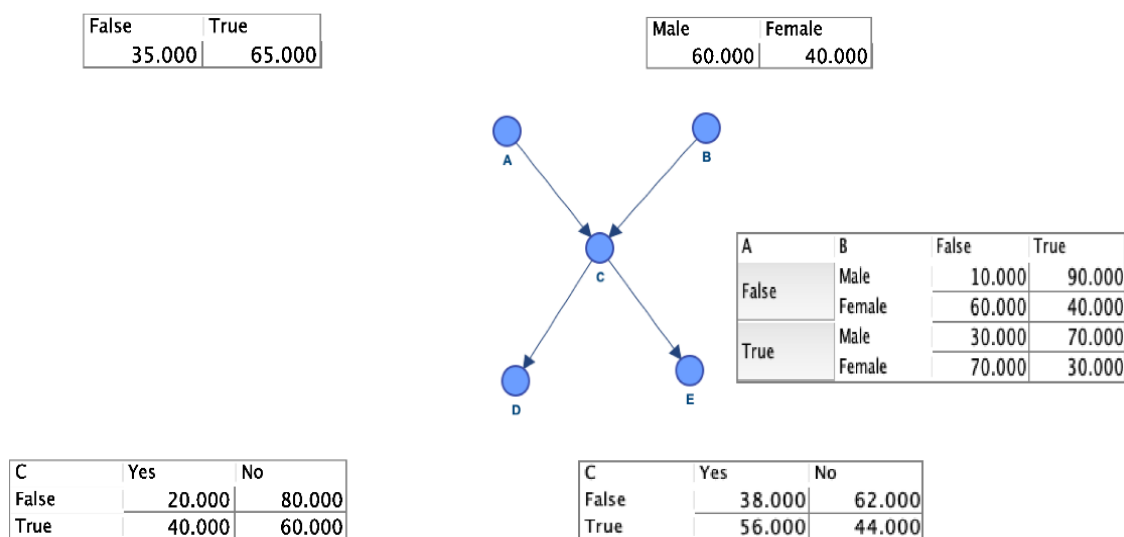 False True
35.000 65.000
Male Female
60.000 40.000
A
B
C
D
E
A B False True
False Male 10.000 90.000
Female 60.000 40.000
True Male 30.000 70.000
Female 70.000 30.000
C Yes No
False 20.000 80.000
True 40.000 60.000
C Yes No
False 38.000 62.000
True 56.000 44.000